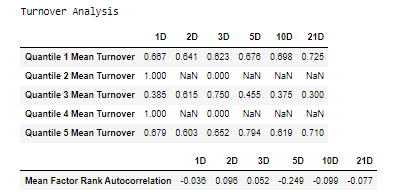 Turnover Analysis
1D 2D 3D 5D 10D 21D
Quantile 1 Mean Turnover 0.667 0.641 0.623 0.676 0.698 0.725
Quantile 2 Mean Turnover 1.000 NaN 0.000 NaN NaN NaN
Quantile 3 Mean Turnover 0.385 0.615 0.750 0.455 0.375 0.300
Quantile 4 Mean Turnover 1.000 NaN 0.000 NaN NaN NaN
Quantile 5 Mean Turnover 0.679 0.603 0.652 0.794 0.619 0.710
1D 2D 3D 5D 10D 21D
Mean Factor Rank Autocorrelation -0.036 0.096 0.052 -0.249 -0.099 -0.077